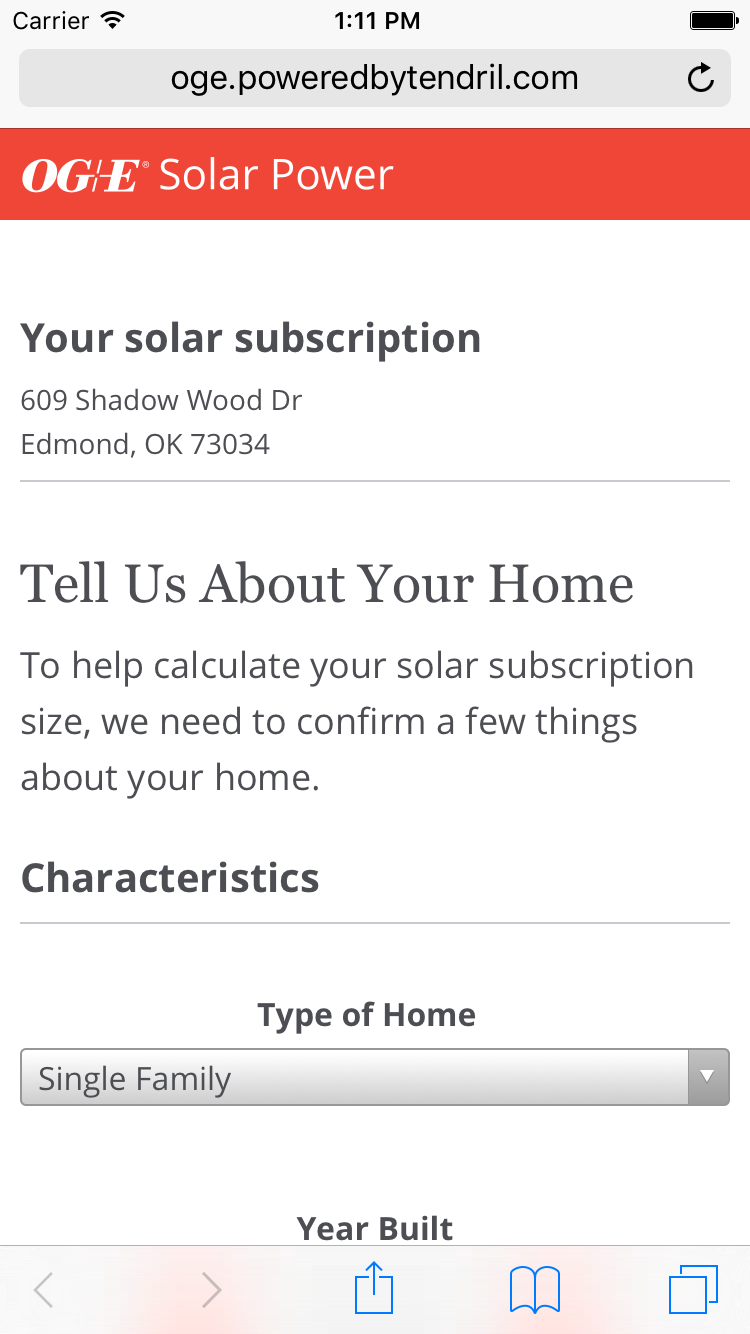 Carrier 1:11 PM
oge.poweredbytendril.com
OG+E® Solar Power
Your solar subscription
609 Shadow Wood Dr
Edmond, OK 73034
Tell Us About Your Home
To help calculate your solar subscription
size, we need to confirm a few things
about your home.
Characteristics
Type of Home
Single Family
Year Built